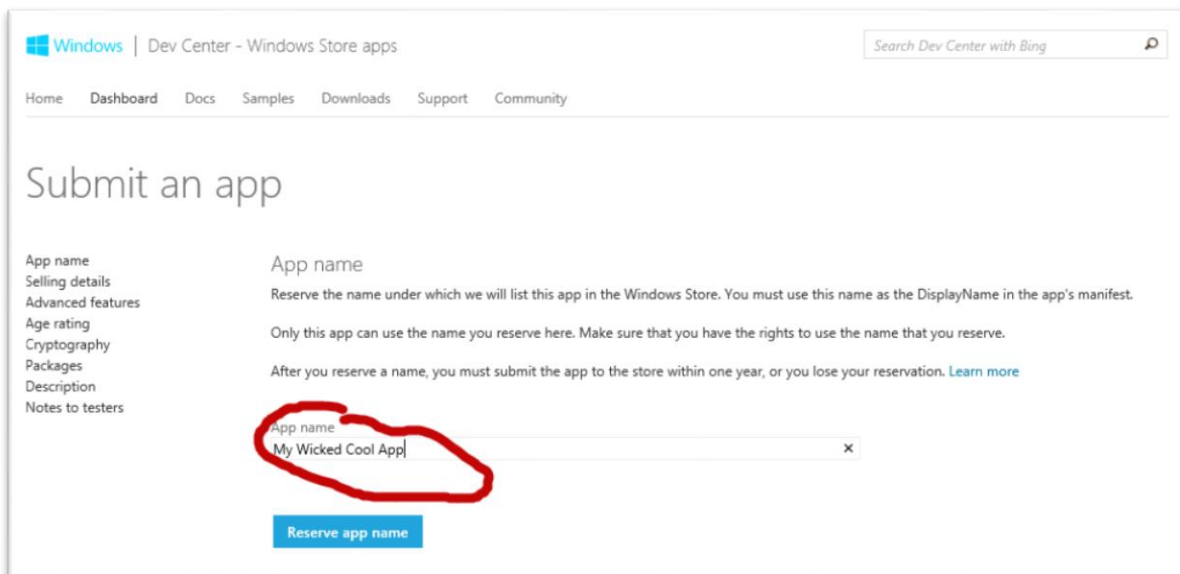 Windows | Dev Center - Windows Store apps
Search Dev Center with Bing
Home Dashboard Docs Samples Downloads Support Community
Submit an app
App name
Selling details
Advanced features
Age rating
Cryptography
Packages
Description
Notes to testers
App name
Reserve the name under which we will list this app in the Windows Store. You must use this name as the DisplayName in the app's manifest.
Only this app can use the name you reserve here. Make sure that you have the rights to use the name that you reserve.
After you reserve a name, you must submit the app to the store within one year, or you lose your reservation. Learn more
App name
My Wicked Cool App
Reserve app name